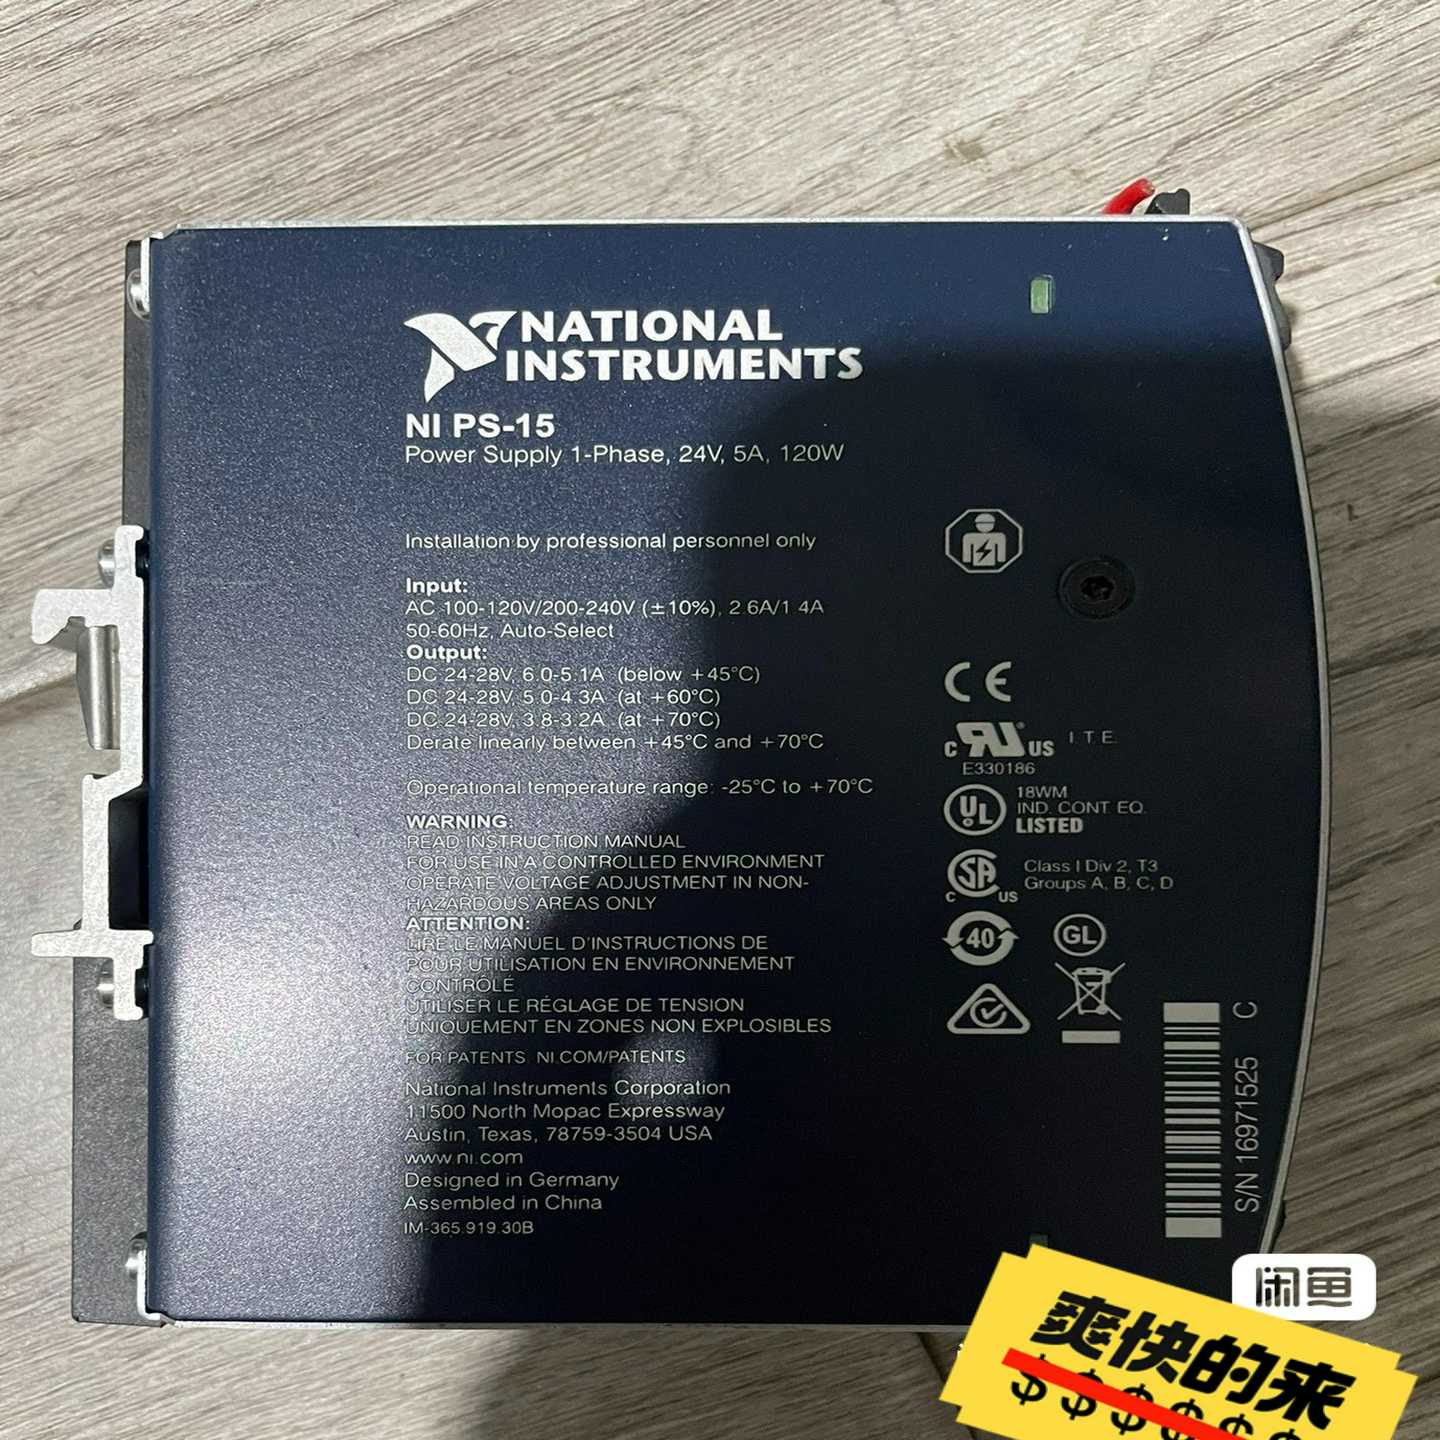 NATIONAL
INSTRUMENTS
NI PS-15
Power Supply 1-Phase, 24V, 5A, 120W
Installation by professional personnel only
Input:
AC 100-120V/200-240V (±10%), 2.6A/1.4A
50-60Hz, Auto-Select
Output:
DC 24-28V, 6.0-5.1A (below +45°C)
DC 24-28V, 5.0-4.3A (at +60°C)
DC 24-28V, 3.8-3.2A (at +70°C)
Derate linearly between +45°C and +70°C
Operational temperature range: -25°C to +70°C
WARNING:
READ INSTRUCTION MANUAL
FOR USE IN A CONTROLLED ENVIRONMENT
OPERATE VOLTAGE ADJUSTMENT IN NON-
HAZARDOUS AREAS ONLY
ATTENTION:
LIRE LE MANUEL D'INSTRUCTIONS DE
POUR UTILISATION EN ENVIRONNEMENT
CONTRÔLÉ
UTILISER LE RÉGLAGE DE TENSION
UNIQUEMENT EN ZONES NON EXPLOSIBLES
FOR PATENTS NI.COM/PATENTS
National Instruments Corporation
11500 North Mopac Expressway
Austin, Texas, 78759-3504 USA
www.ni.com
Designed in Germany
Assembled in China
IM-365.919.30B
CE
c RU US I.T.E.
E330186
UL 18WM
IND. CONT. EQ.
LISTED
SA Class I Div 2, T3
C US Groups A, B, C, D
40 GL
S/N 16971525 C
闲鱼
爽快的来
$ $ $ $ $ $